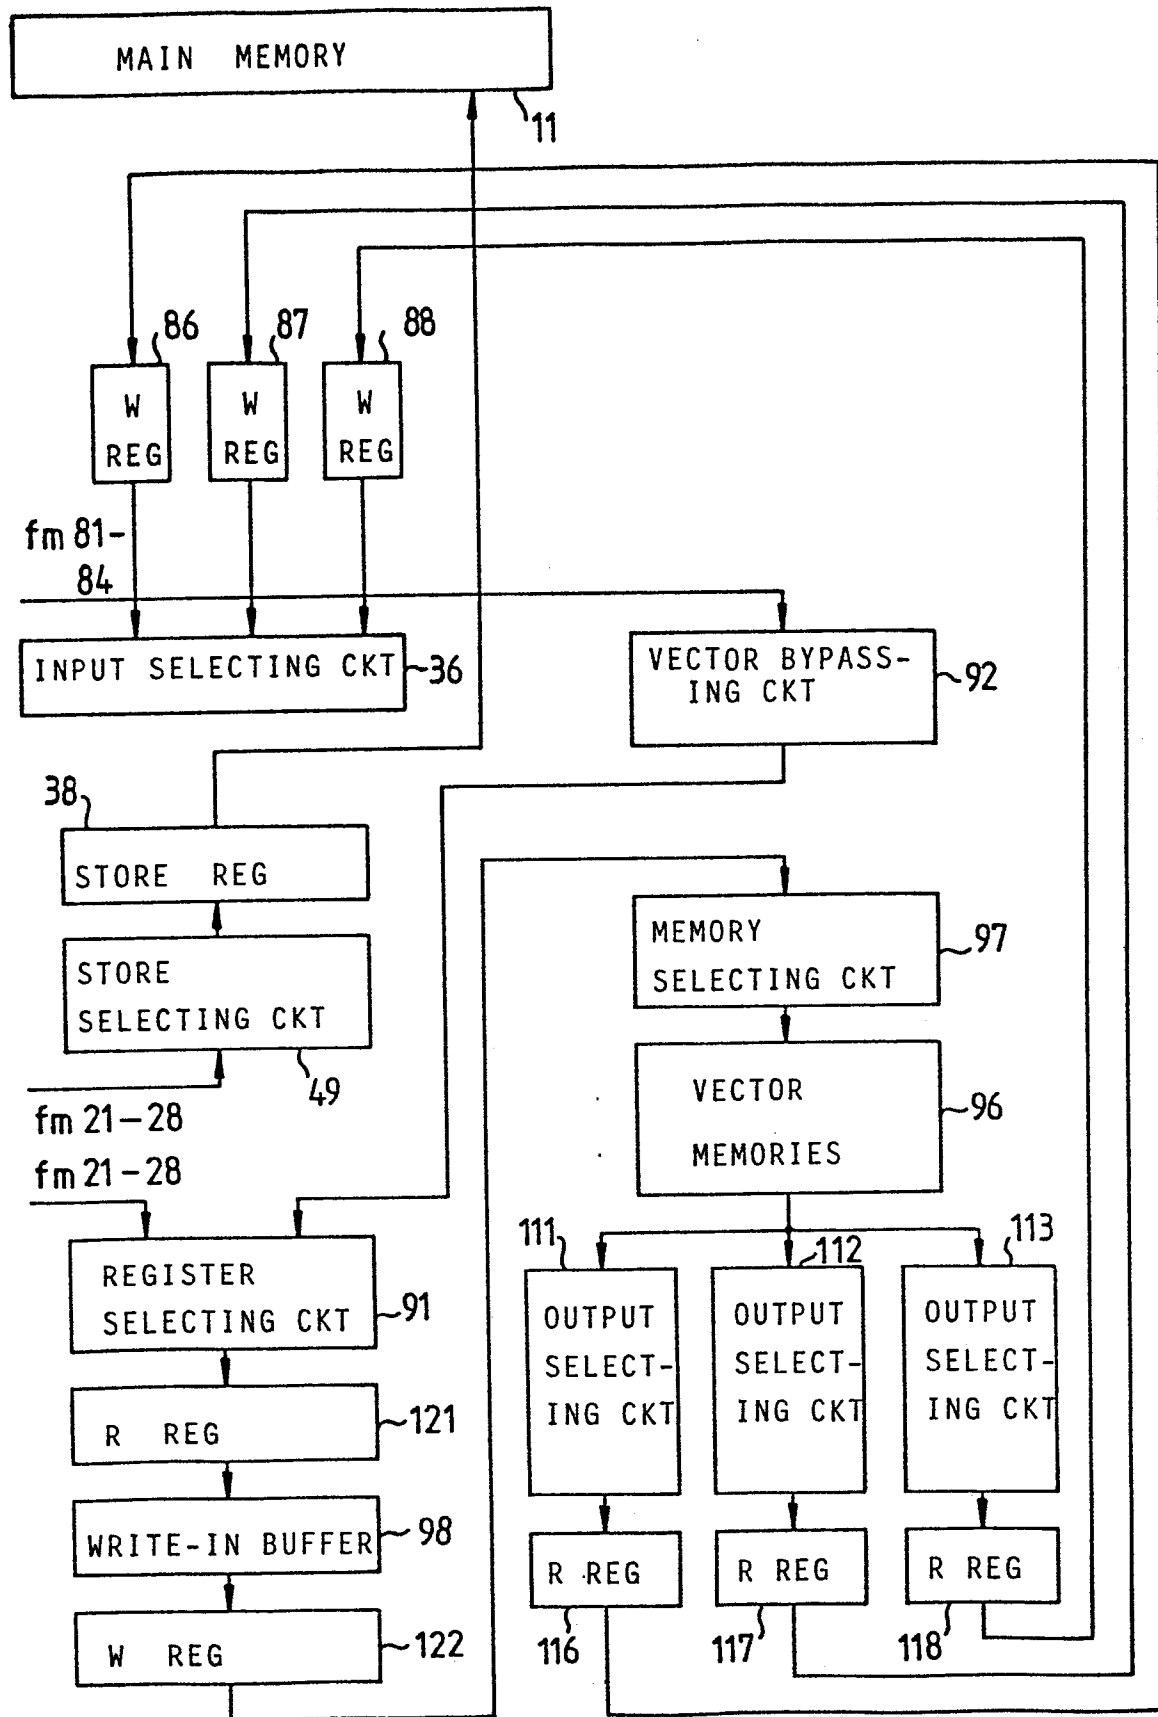 MAIN MEMORY
11
86
87
88
W
REG
W
REG
W
REG
fm 81-
84
INPUT SELECTING CKT
36
VECTOR BYPASS-
ING CKT
92
38
STORE REG
STORE
SELECTING CKT
49
fm 21-28
fm 21-28
MEMORY
SELECTING CKT
97
VECTOR
MEMORIES
96
REGISTER
SELECTING CKT
91
111
112
113
OUTPUT
SELECT-
ING CKT
OUTPUT
SELECT-
ING CKT
OUTPUT
SELECT-
ING CKT
R REG
121
WRITE-IN BUFFER
98
W REG
122
R REG
116
R REG
117
R REG
118